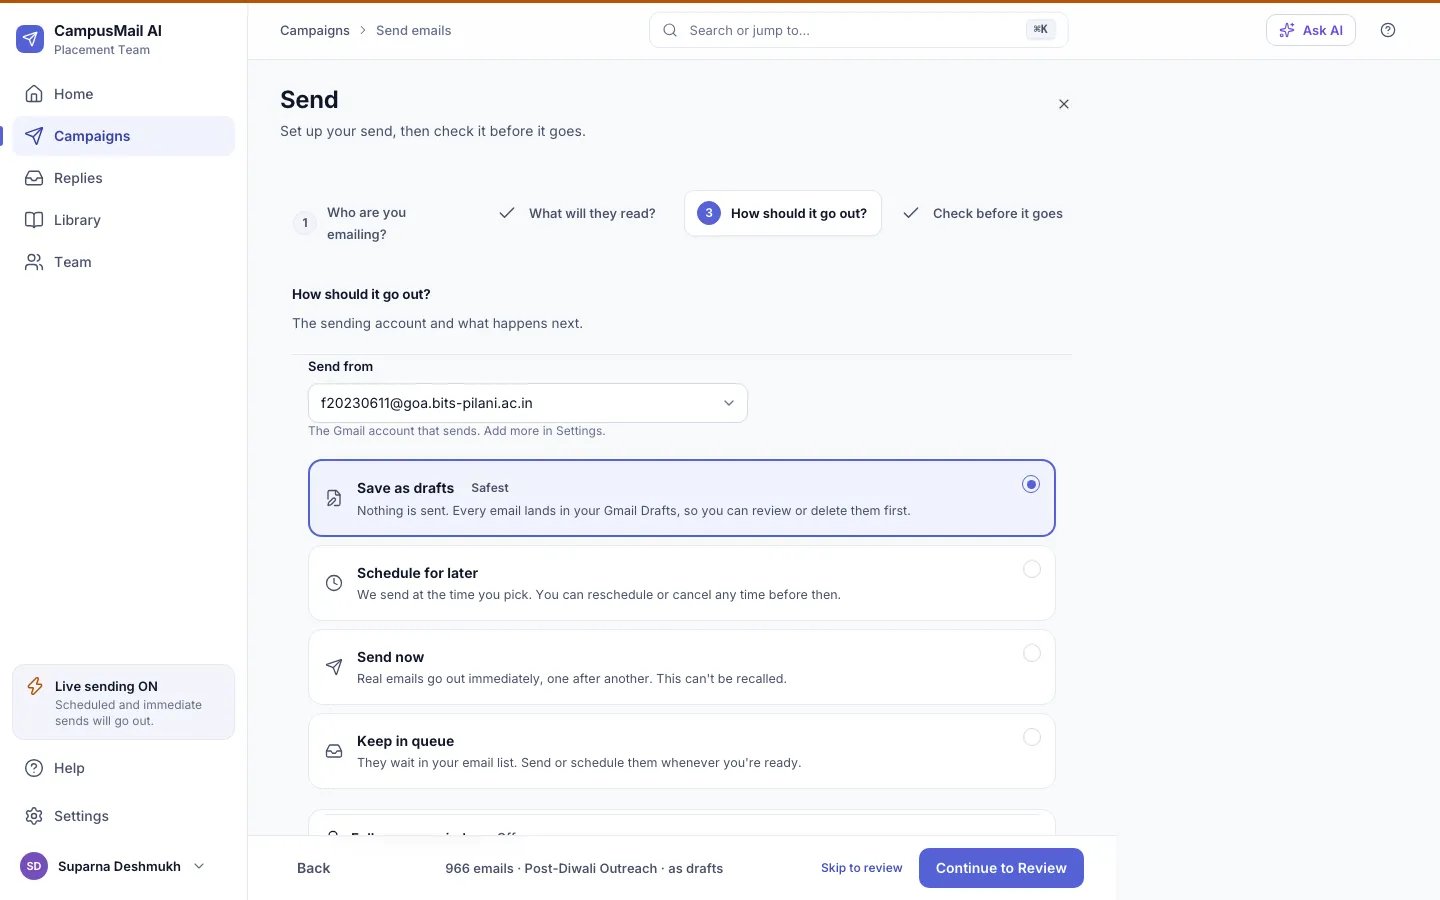 CampusMail AI
Placement Team
Home
Campaigns
Replies
Library
Team
Live sending ON
Scheduled and immediate
sends will go out.
Help
Settings
SD
Suparna Deshmukh
Campaigns
Send emails
Search or jump to...
⌘K
Ask AI
Send
Set up your send, then check it before it goes.
1
Who are you
emailing?
What will they read?
3
How should it go out?
Check before it goes
How should it go out?
The sending account and what happens next.
Send from
f20230611@goa.bits-pilani.ac.in
The Gmail account that sends. Add more in Settings.
Save as drafts Safest
Nothing is sent. Every email lands in your Gmail Drafts, so you can review or delete them first.
Schedule for later
We send at the time you pick. You can reschedule or cancel any time before then.
Send now
Real emails go out immediately, one after another. This can't be recalled.
Keep in queue
They wait in your email list. Send or schedule them whenever you're ready.
Back
966 emails · Post-Diwali Outreach · as drafts
Skip to review
Continue to Review